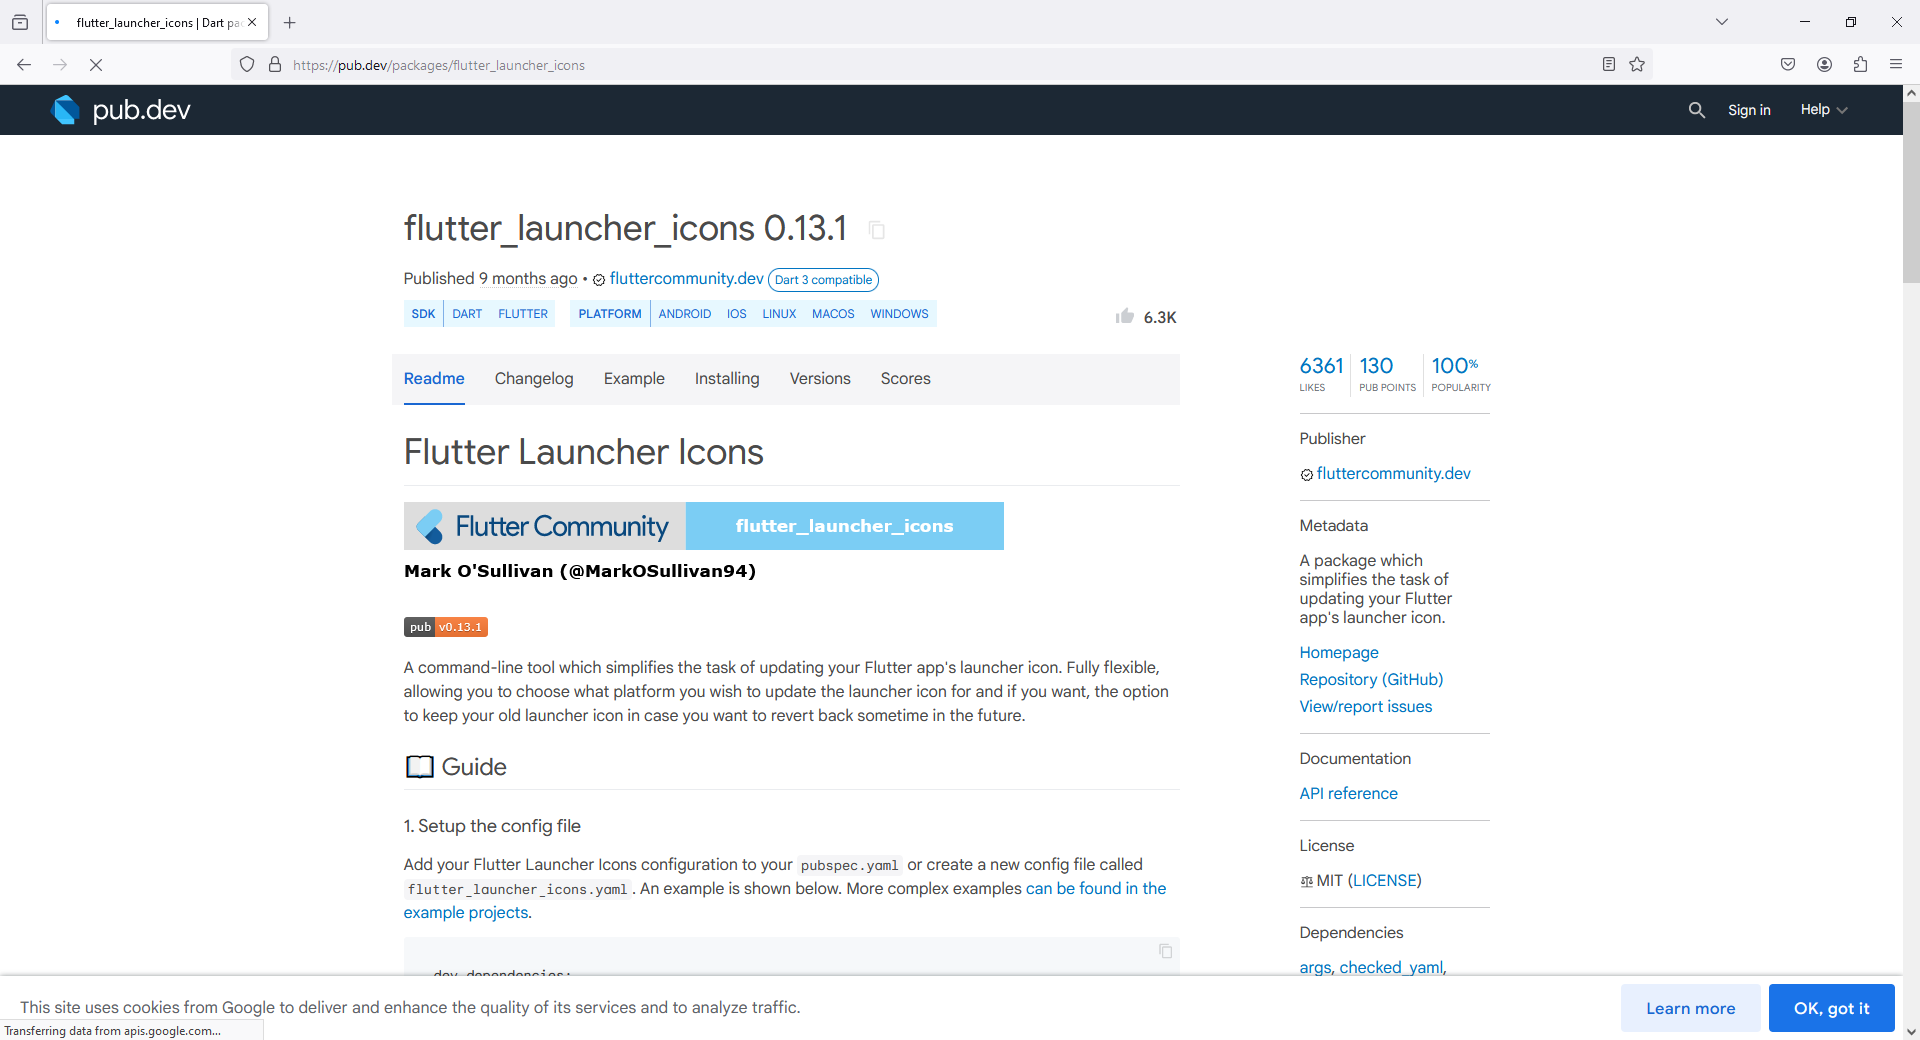 flutter_launcher_icons | Dart pa
https://pub.dev/packages/flutter_launcher_icons
pub.dev
Sign in
Help
flutter_launcher_icons 0.13.1
Published 9 months ago • fluttercommunity.dev Dart 3 compatible
SDK DART FLUTTER PLATFORM ANDROID IOS LINUX MACOS WINDOWS
6.3K
Readme Changelog Example Installing Versions Scores
Flutter Launcher Icons
Flutter Community flutter_launcher_icons
Mark O'Sullivan (@MarkOSullivan94)
pub v0.13.1
A command-line tool which simplifies the task of updating your Flutter app's launcher icon. Fully flexible,
allowing you to choose what platform you wish to update the launcher icon for and if you want, the option
to keep your old launcher icon in case you want to revert back sometime in the future.
Guide
1. Setup the config file
Add your Flutter Launcher Icons configuration to your pubspec.yaml or create a new config file called
flutter_launcher_icons.yaml. An example is shown below. More complex examples can be found in the
example projects.
dev_dependencies:
6361 130 100%
LIKES PUB POINTS POPULARITY
Publisher
fluttercommunity.dev
Metadata
A package which
simplifies the task of
updating your Flutter
app's launcher icon.
Homepage
Repository (GitHub)
View/report issues
Documentation
API reference
License
MIT (LICENSE)
Dependencies
args, checked_yaml,
This site uses cookies from Google to deliver and enhance the quality of its services and to analyze traffic.
Learn more
OK, got it
Transferring data from apis.google.com...